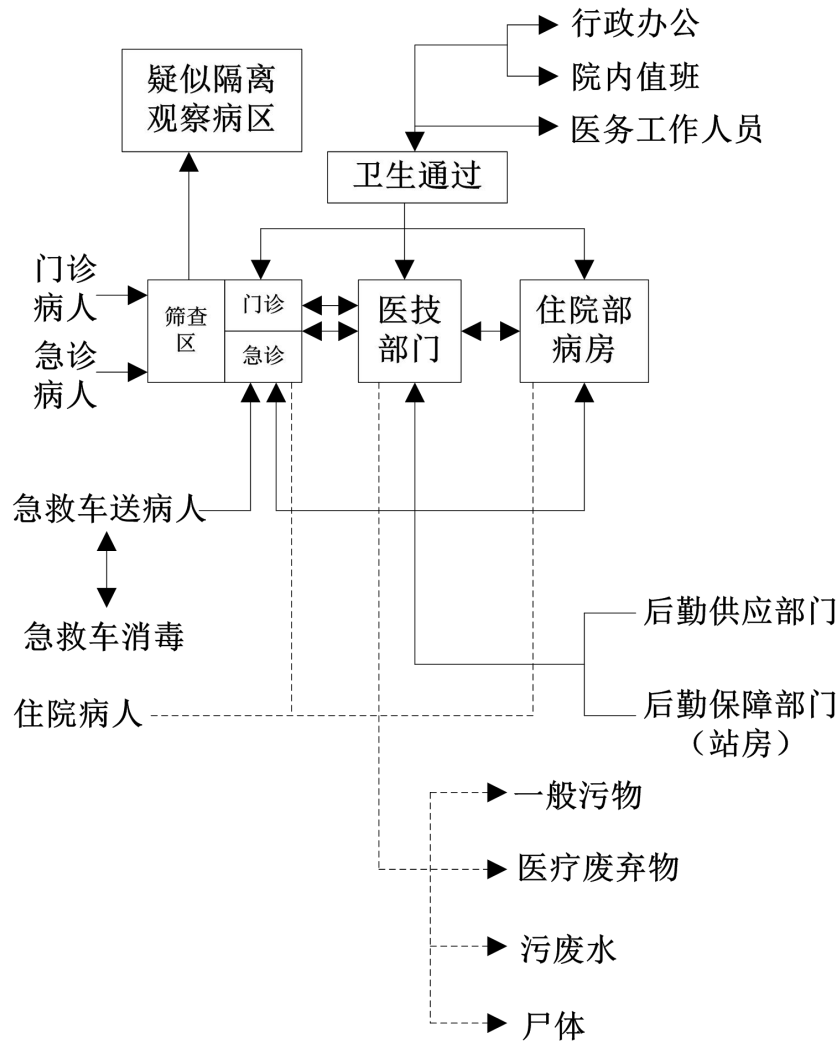 行政办公
院内值班
医务工作人员
疑似隔离
观察病区
卫生通过
门诊
病人
急诊
病人
筛查
区
门诊
急诊
医技
部门
住院部
病房
急救车送病人
急救车消毒
住院病人
后勤供应部门
后勤保障部门
（站房）
一般污物
医疗废弃物
污废水
尸体